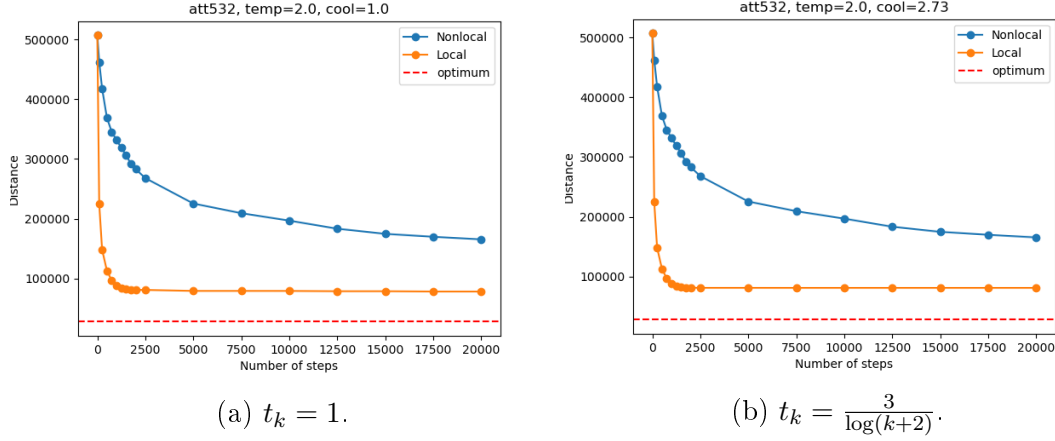 att532, temp=2.0, cool=1.0
500000
400000
300000
200000
100000
Distance
0 2500 5000 7500 10000 12500 15000 17500 20000
Number of steps
Nonlocal
Local
optimum
(a) t_k = 1.
att532, temp=2.0, cool=2.73
500000
400000
300000
200000
100000
Distance
0 2500 5000 7500 10000 12500 15000 17500 20000
Number of steps
Nonlocal
Local
optimum
(b) t_k = 3/log(k+2).